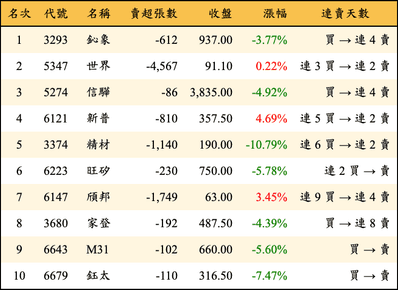 名次 代號 名稱 賣超張數 收盤 漲幅 連賣天數
1 3293 鈊象 -612 937.00 -3.77% 買 → 連 4 賣
2 5347 世界 -4,567 91.10 0.22% 連 3 買 → 連 2 賣
3 5274 信驊 -86 3,835.00 -4.92% 買 → 連 4 賣
4 6121 新普 -810 357.50 4.69% 連 5 買 → 連 2 賣
5 3374 精材 -1,140 190.00 -10.79% 連 6 買 → 連 2 賣
6 6223 旺矽 -230 750.00 -5.78% 連 2 買 → 賣
7 6147 頎邦 -1,749 63.00 3.45% 連 9 買 → 連 4 賣
8 3680 家登 -192 487.50 -4.39% 買 → 連 8 賣
9 6643 M31 -102 660.00 -5.60% 買 → 賣
10 6679 鈺太 -110 316.50 -7.47% 買 → 賣